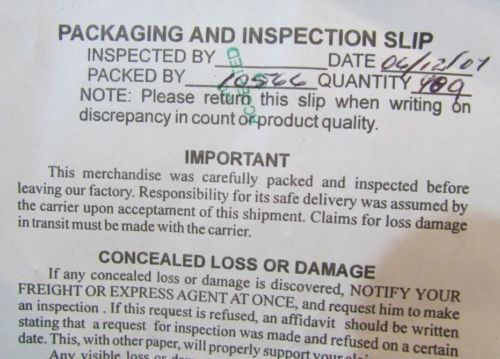 PACKAGING AND INSPECTION SLIP
INSPECTED BY DATE 06/12/07
PACKED BY 10566 QUANTITY
NOTE: Please return this slip when writing on
discrepancy in count or product quality.
IMPORTANT
This merchandise was carefully packed and inspected before
leaving our factory. Responsibility for its safe delivery was assumed by
the carrier upon acceptament of this shipment. Claims for loss damage
in transit must be made with the carrier.
CONCEALED LOSS OR DAMAGE
If any concealed loss or damage is discovered, NOTIFY YOUR
FREIGHT OR EXPRESS AGENT AT ONCE, and request him to make
an inspection . If this request is refused, an affidavit should be written
stating that a request for inspection was made and refused on a certain
date. This, with other paper, will properly support your
Any visible loss or